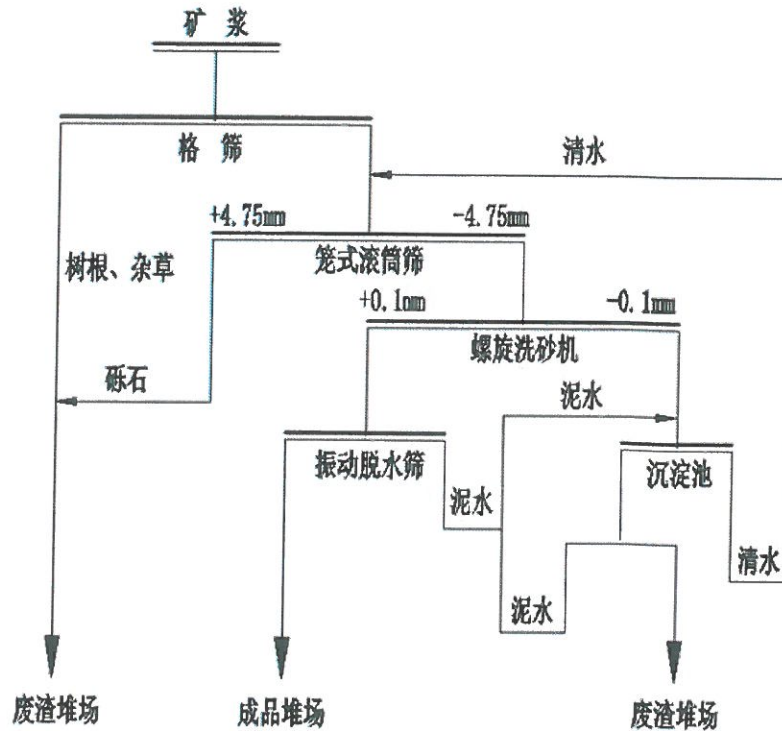 矿 浆
格 筛
清水
+4.75mm
-4.75mm
树根、杂草
笼式滚筒筛
+0.1mm
-0.1mm
螺旋洗砂机
砾石
泥水
振动脱水筛
沉淀池
泥水
清水
泥水
废渣堆场
成品堆场
废渣堆场